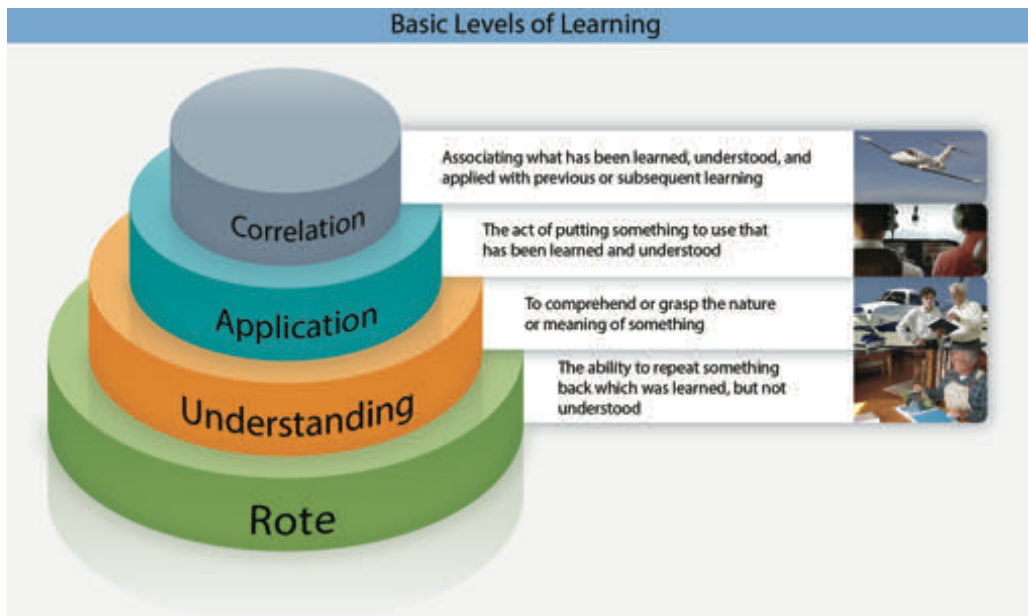 Basic Levels of Learning
Associating what has been learned, understood, and
applied with previous or subsequent learning
Correlation
The act of putting something to use that
has been learned and understood
Application
To comprehend or grasp the nature
or meaning of something
Understanding
The ability to repeat something
back which was learned, but not
understood
Rote